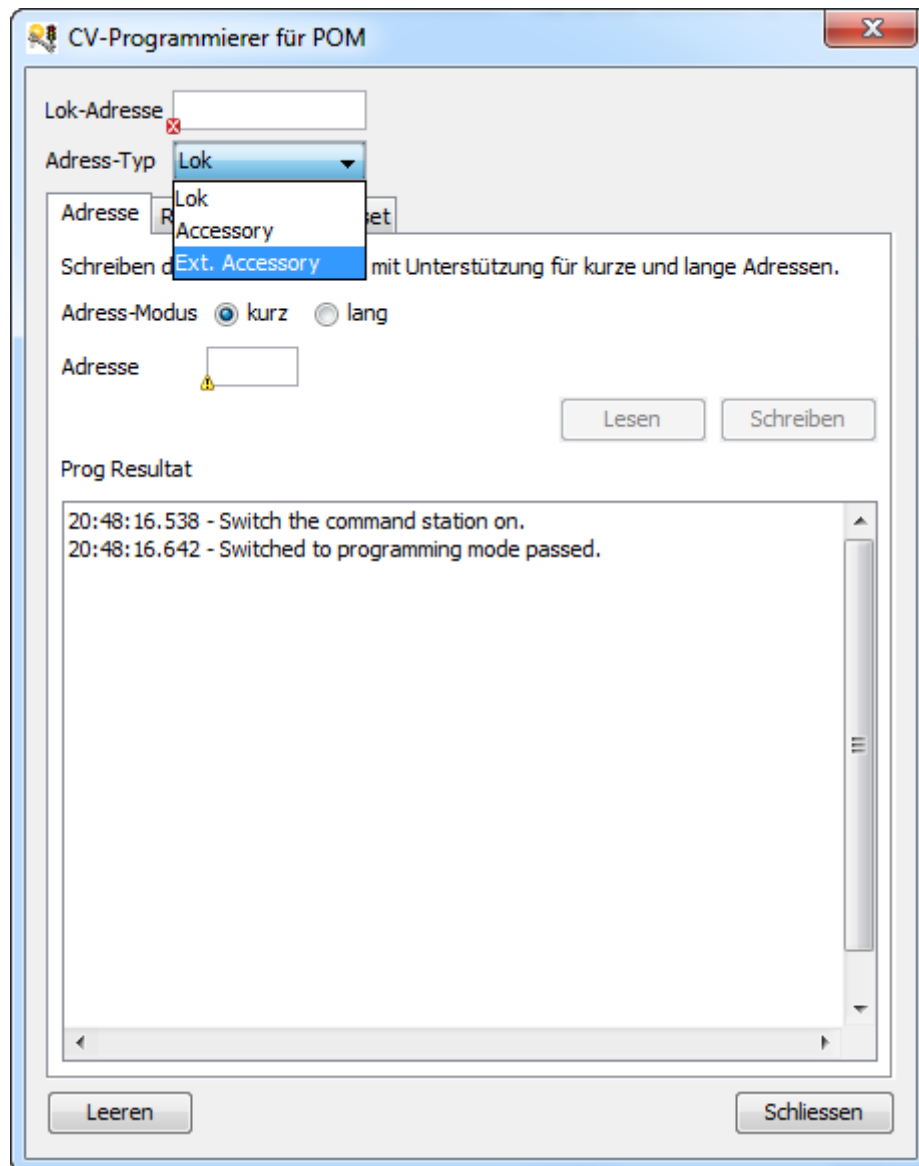 CV-Programmierer für POM
Lok-Adresse
Adress-Typ Lok
Lok
Accessory
Ext. Accessory
Adresse
Schreiben mit Unterstützung für kurze und lange Adressen.
Adress-Modus kurz lang
Adresse
Lesen Schreiben
Prog Resultat
20:48:16.538 - Switch the command station on.
20:48:16.642 - Switched to programming mode passed.
Leeren Schliessen